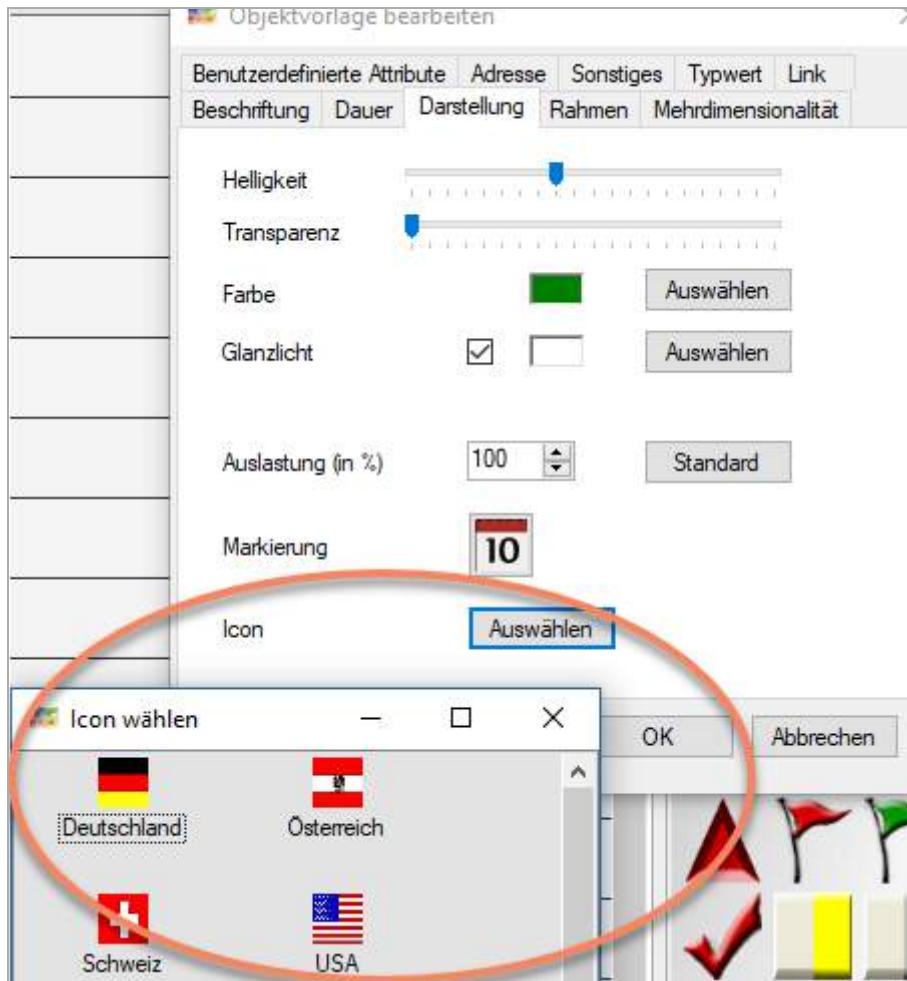 Objektvorlage bearbeiten
Benutzerdefinierte Attribute Adresse Sonstiges Typwert Link
Beschriftung Dauer Darstellung Rahmen Mehrdimensionalität
Helligkeit
Transparenz
Farbe Auswählen
Glanzlicht Auswählen
Auslastung (in %) 100 Standard
Markierung 10
Icon Auswählen
Icon wählen
OK Abbrechen
Deutschland Österreich
Schweiz USA